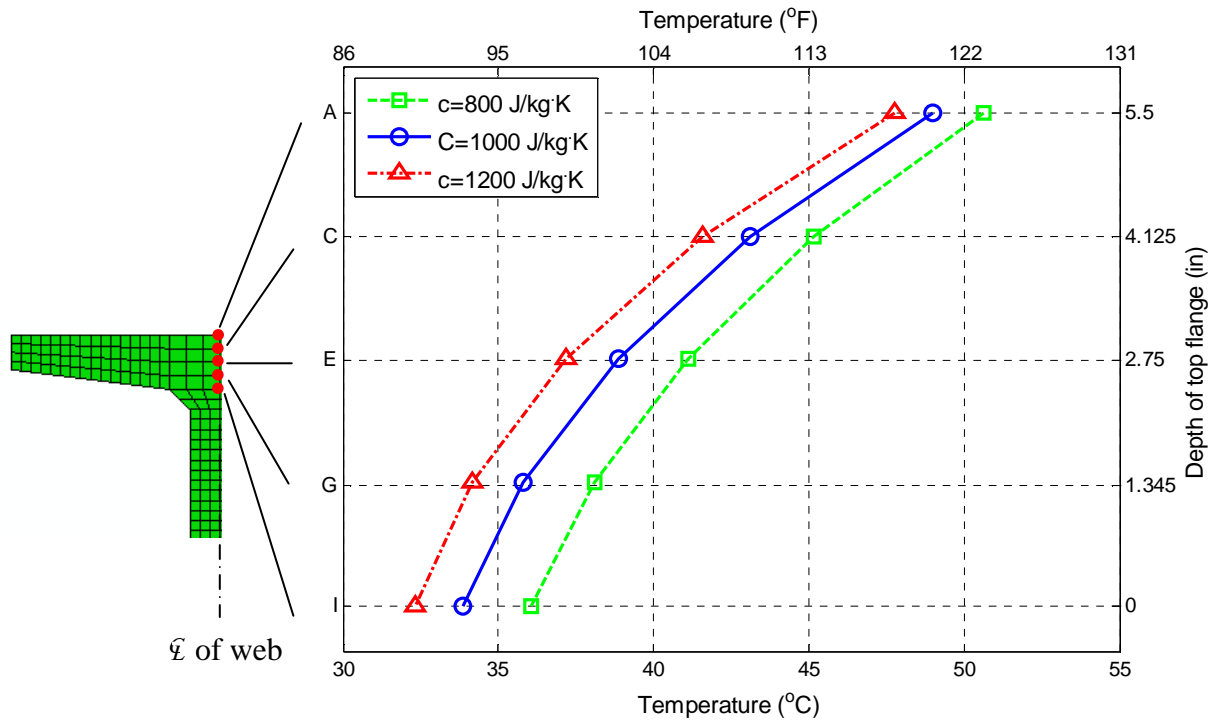 Temperature (°F)
86 95 104 113 122 131
c=800 J/kg·K
C=1000 J/kg·K
c=1200 J/kg·K
A
C
E
G
I
5.5
4.125
2.75
1.345
0
Depth of top flange (in)
℄ of web
30 35 40 45 50 55
Temperature (°C)